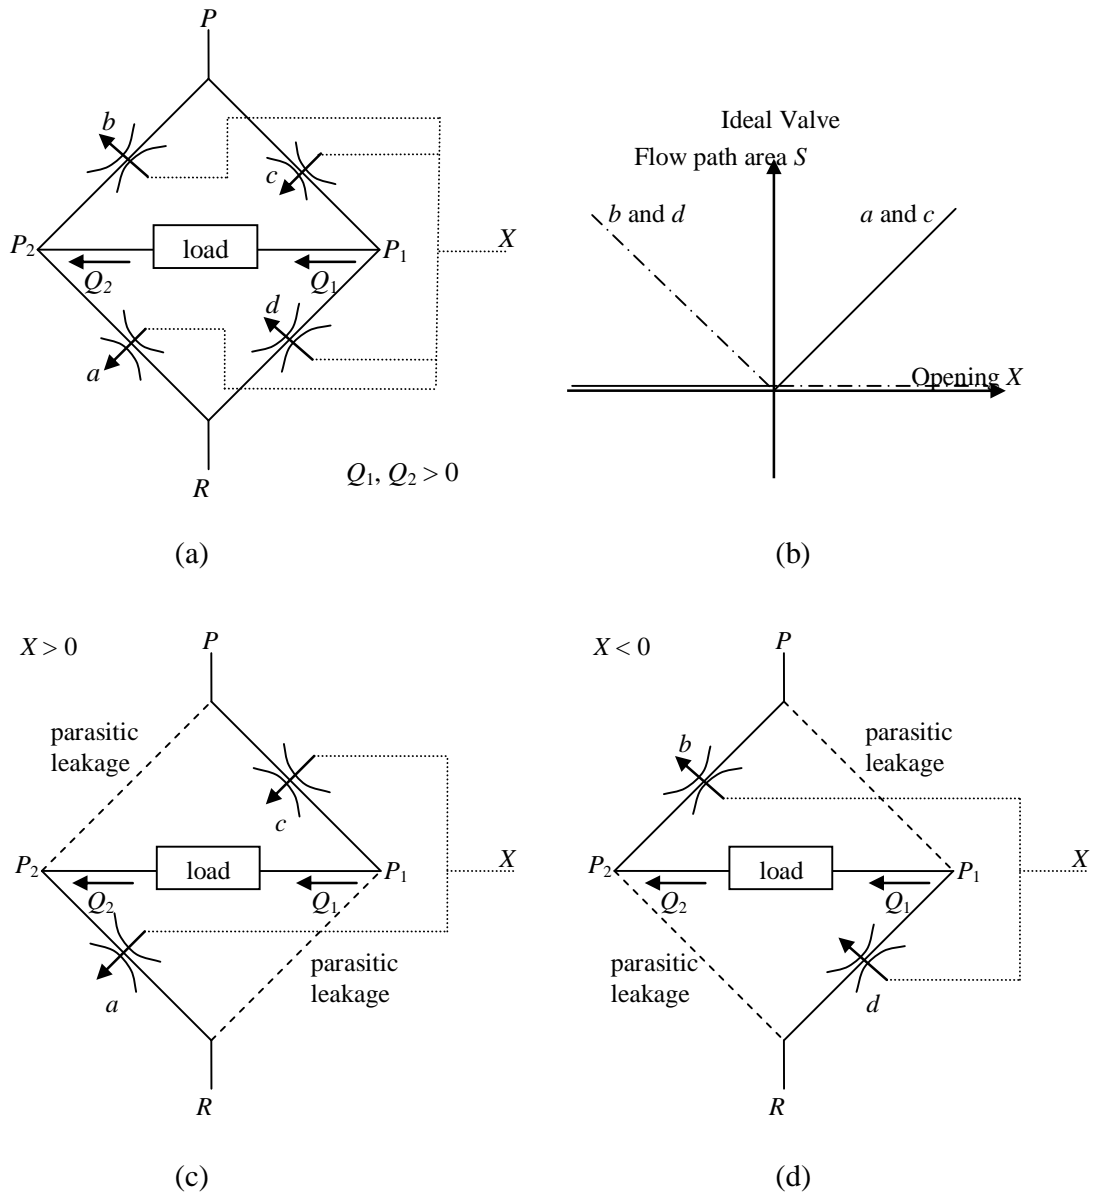 P
b
c
P2
load
P1
X
Q2
Q1
d
a
R
Q1, Q2 > 0
(a)
Ideal Valve
Flow path area S
b and d
a and c
Opening X
(b)
X > 0
P
parasitic
leakage
c
P2
load
P1
X
Q2
Q1
parasitic
leakage
a
R
(c)
X < 0
P
b
parasitic
leakage
P2
load
P1
X
Q2
Q1
parasitic
leakage
d
R
(d)